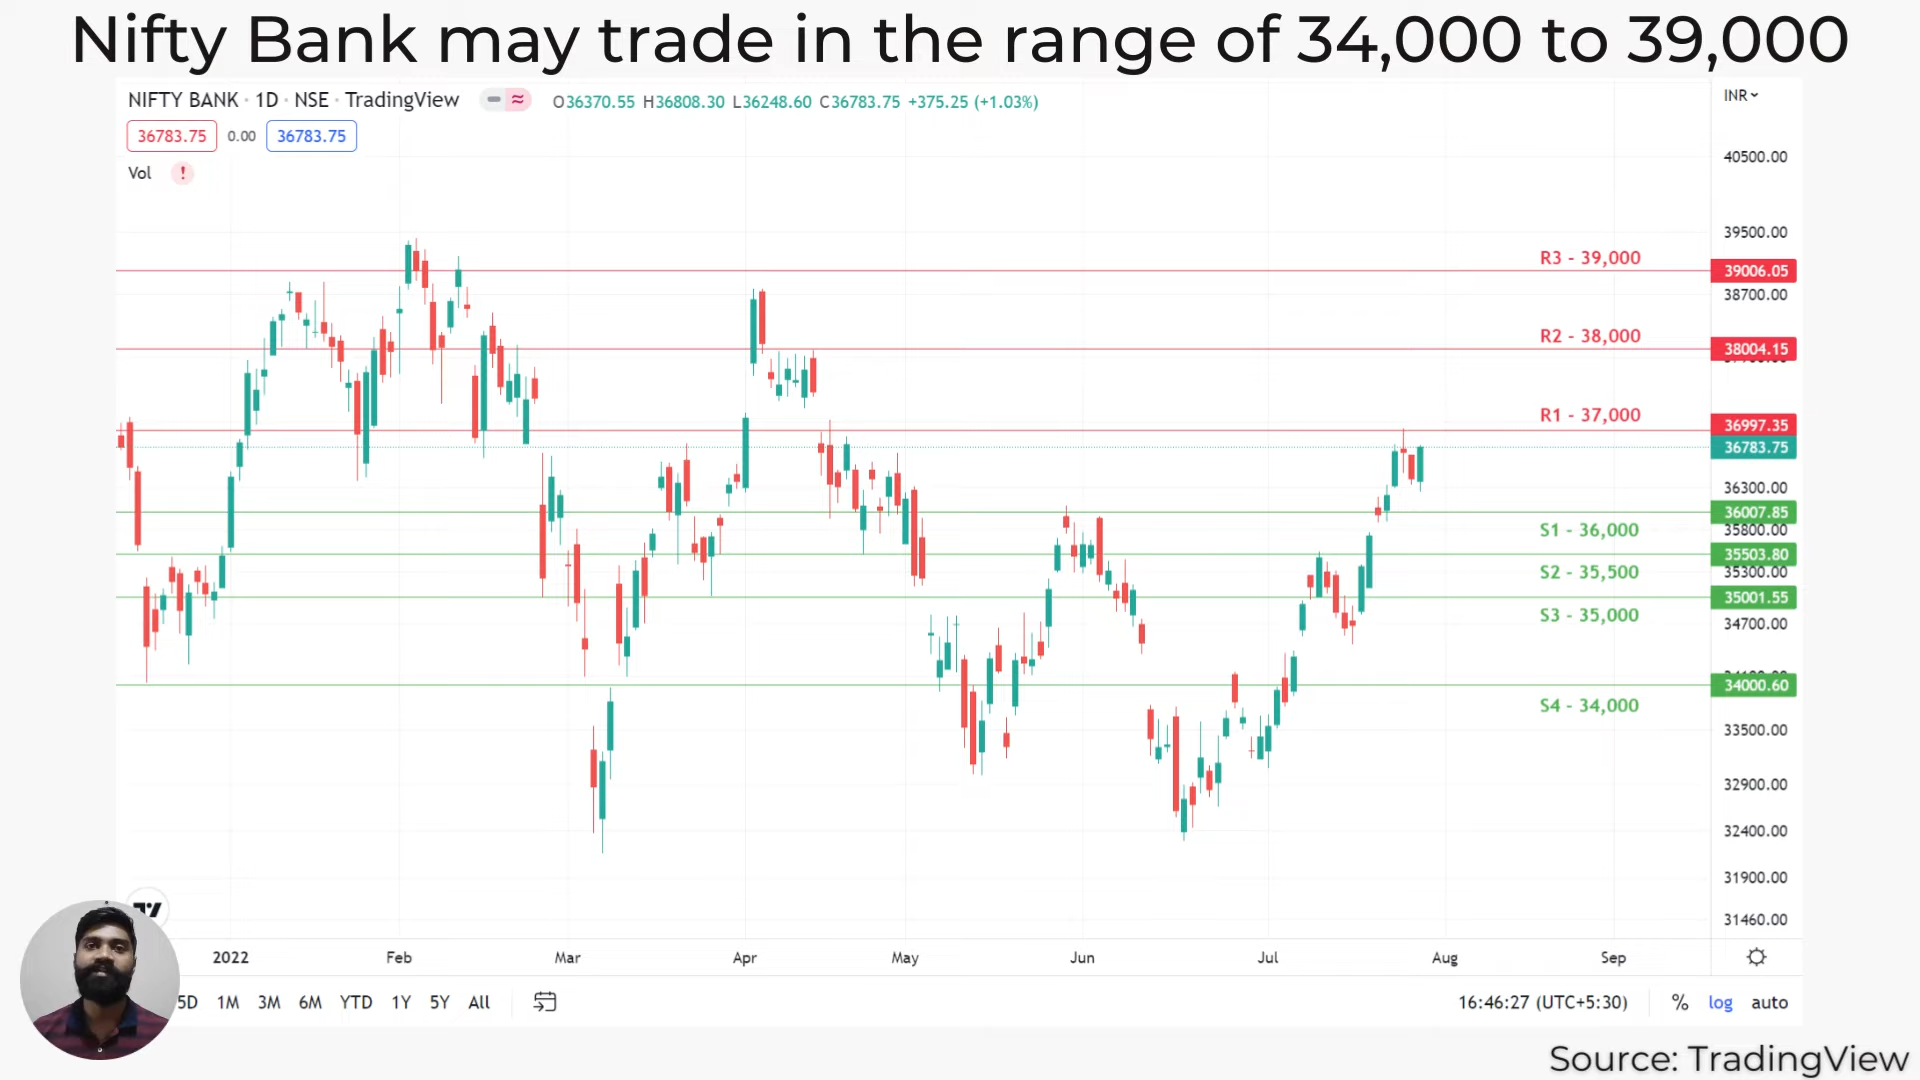 Nifty Bank may trade in the range of 34,000 to 39,000
NIFTY BANK · 1D · NSE · TradingView O36370.55 H36808.30 L36248.60 C36783.75 +375.25 (+1.03%)
INR
36783.75 0.00 36783.75
Vol !
40500.00
39500.00
R3 - 39,000
39006.05
38700.00
R2 - 38,000
38004.15
R1 - 37,000
36997.35
36783.75
36300.00
36007.85
S1 - 36,000
35800.00
35503.80
S2 - 35,500
35300.00
35001.55
S3 - 35,000
34700.00
34000.60
S4 - 34,000
33500.00
32900.00
32400.00
31900.00
31460.00
2022 Feb Mar Apr May Jun Jul Aug Sep
5D 1M 3M 6M YTD 1Y 5Y All 16:46:27 (UTC+5:30) % log auto
Source: TradingView